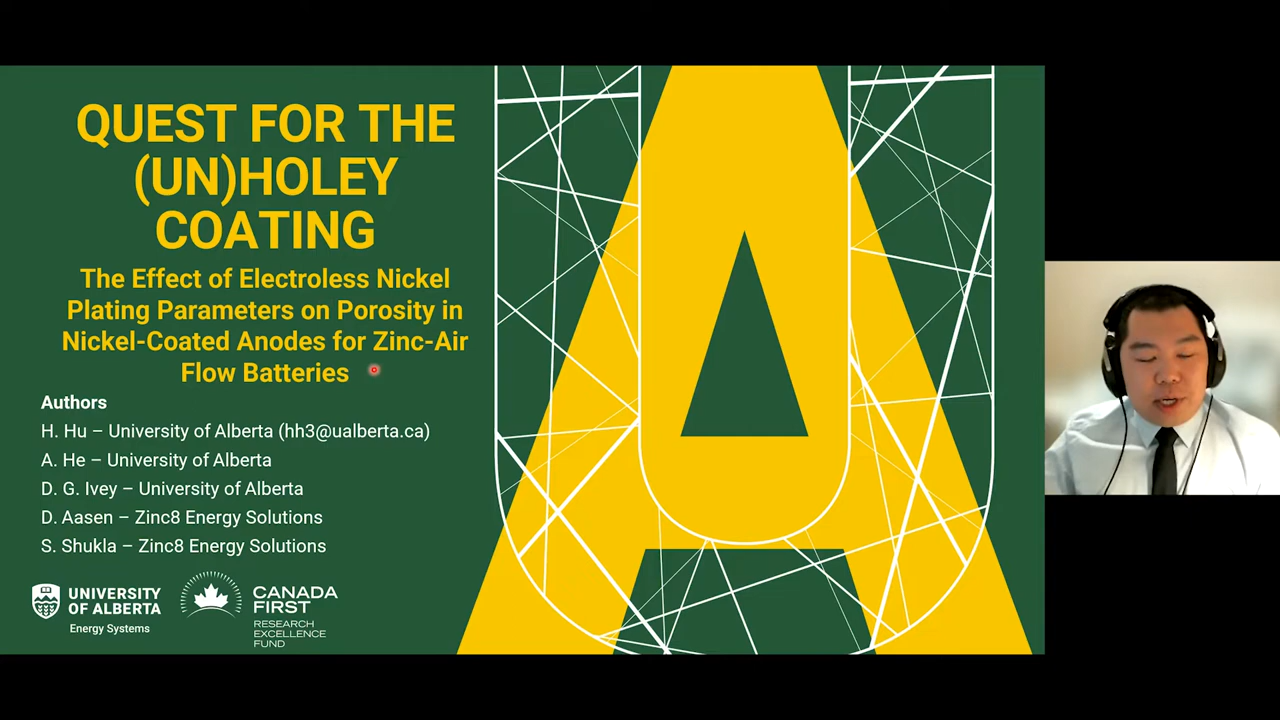 QUEST FOR THE
(UN)HOLEY
COATING
The Effect of Electroless Nickel
Plating Parameters on Porosity in
Nickel-Coated Anodes for Zinc-Air
Flow Batteries
Authors
H. Hu – University of Alberta (hh3@ualberta.ca)
A. He – University of Alberta
D. G. Ivey – University of Alberta
D. Aasen – Zinc8 Energy Solutions
S. Shukla – Zinc8 Energy Solutions
UNIVERSITY
OF ALBERTA
Energy Systems
CANADA
FIRST
RESEARCH
EXCELLENCE
FUND